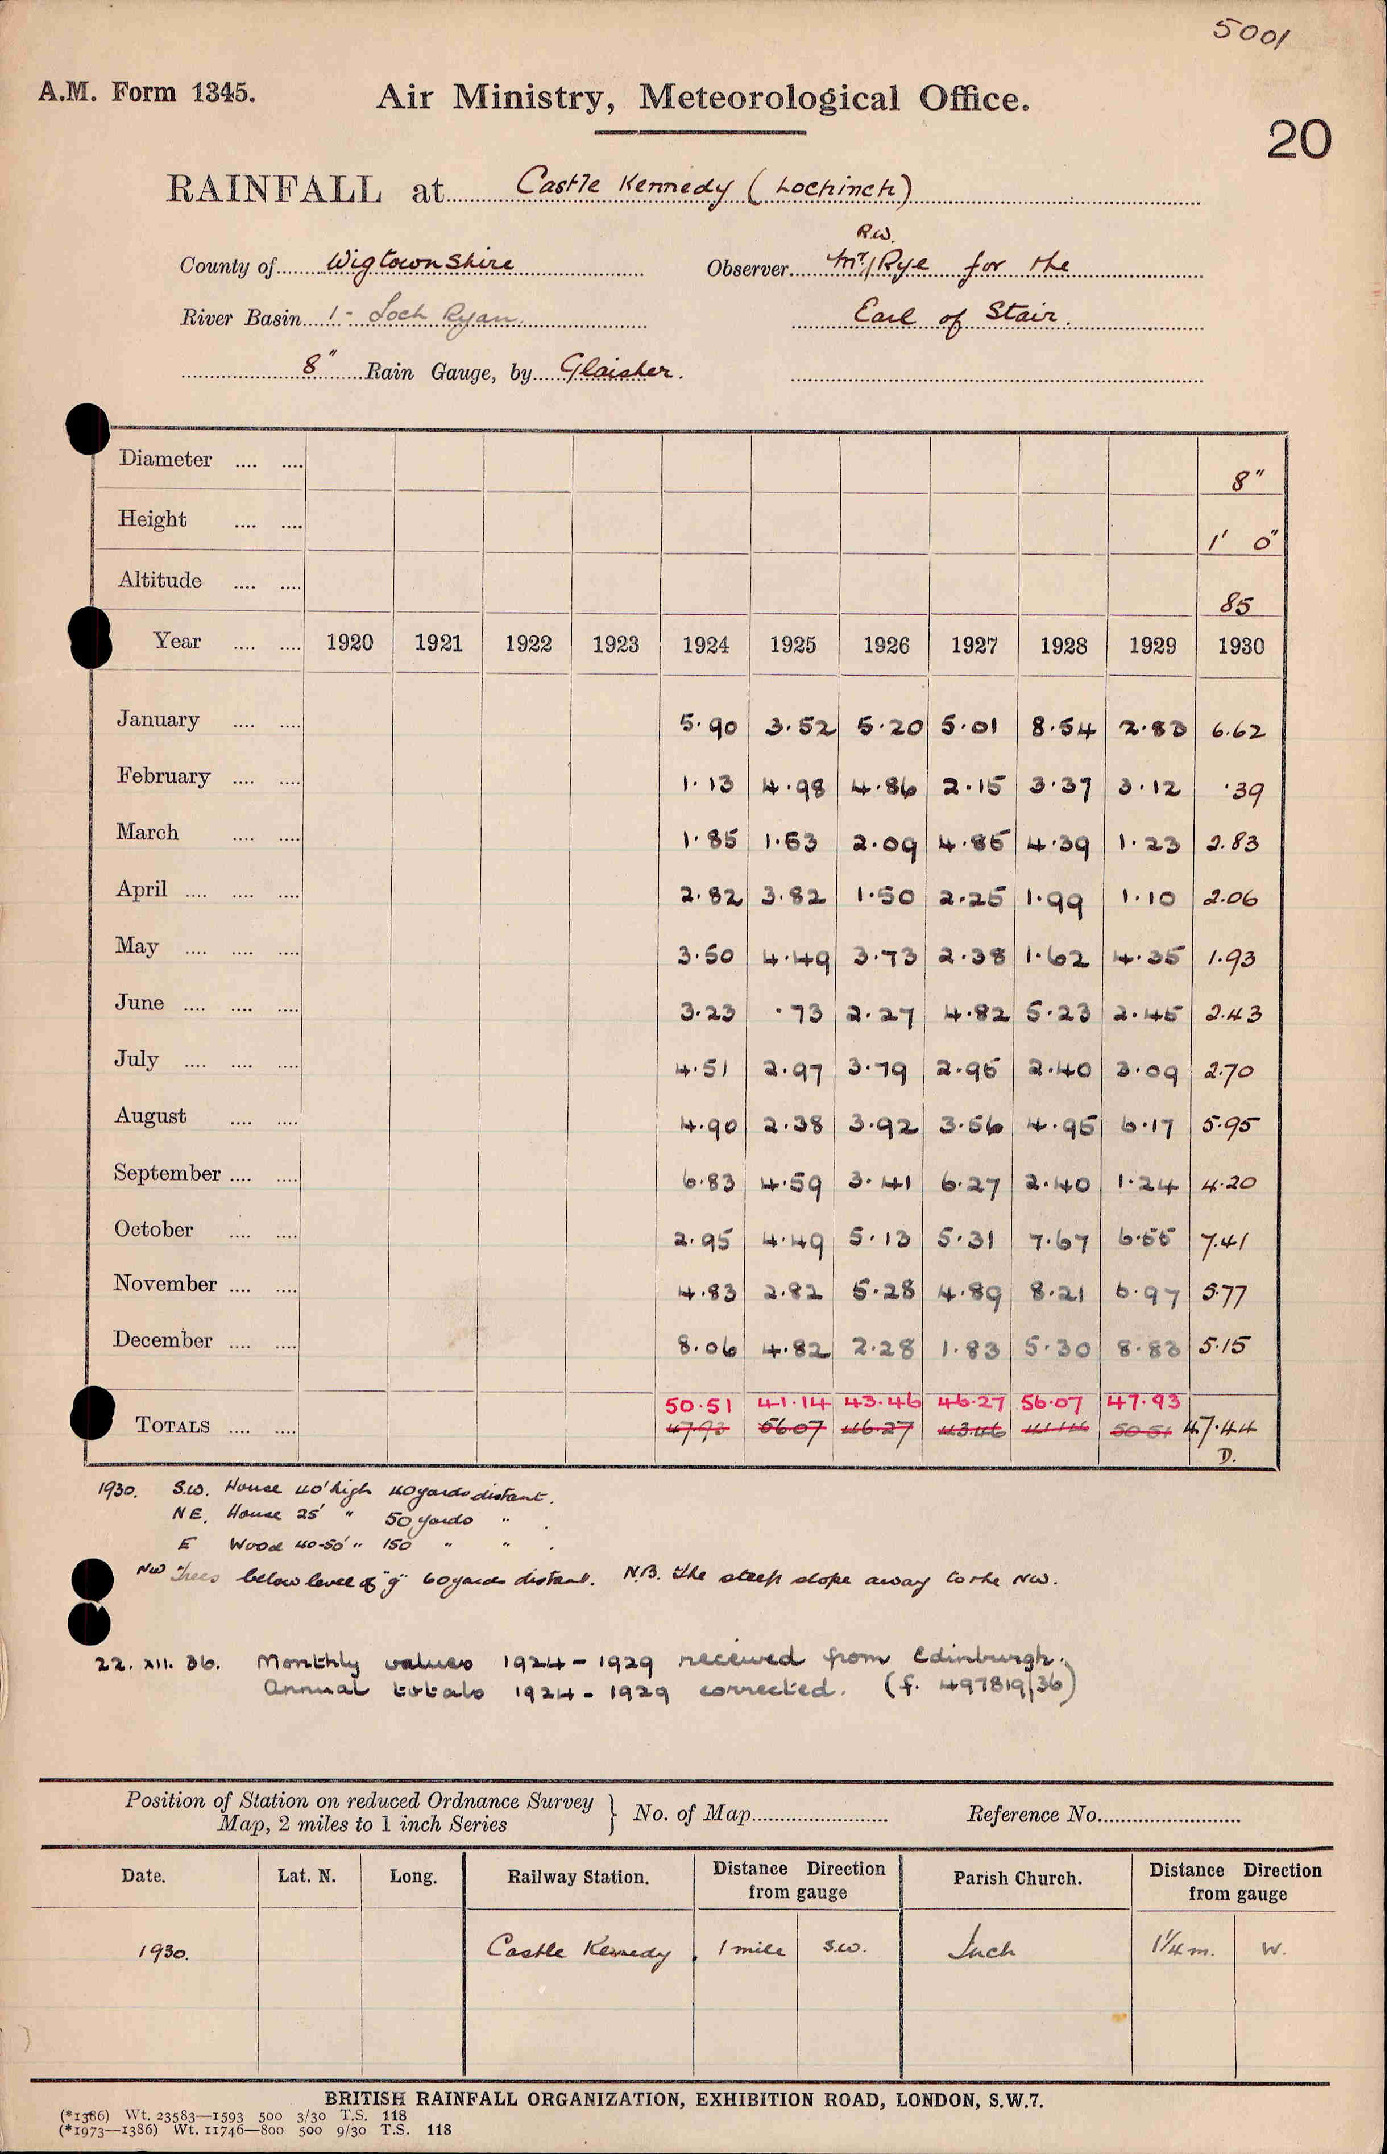 5001
A.M. Form 1345.
Air Ministry, Meteorological Office.
20
RAINFALL at Castle Kennedy (Lochinch)
R.W.
County of Wigtownshire Observer Mr/Rye for the
River Basin 1 - Loch Ryan Earl of Stair.
8" Rain Gauge, by Glaisher.
Diameter 8"
Height 1' 0"
Altitude 85
Year 1920 1921 1922 1923 1924 1925 1926 1927 1928 1929 1930
January 5.90 3.52 5.20 5.01 8.54 2.83 6.62
February 1.13 4.98 4.86 2.15 3.37 3.12 .39
March 1.85 1.53 2.09 4.85 4.39 1.23 2.83
April 2.82 3.82 1.50 2.25 1.99 1.10 2.06
May 3.50 4.49 3.73 2.38 1.62 4.35 1.93
June 3.23 .73 2.27 4.82 5.23 2.45 2.43
July 4.51 2.97 3.79 2.95 2.40 3.09 2.70
August 4.90 2.38 3.92 3.56 4.95 6.17 5.95
September 6.83 4.59 3.41 6.27 2.40 1.24 4.20
October 2.95 4.49 5.13 5.31 7.67 6.55 7.41
November 4.83 2.82 5.28 4.89 8.21 6.97 5.77
December 8.06 4.82 2.28 1.83 5.30 8.83 5.15
50.51 41.14 43.46 46.27 56.07 47.93
TOTALS 47.93 56.07 46.27 43.46 41.14 50.51 47.44
D.
1930. S.W. House 40' high 40 yards distant.
NE. House 25' " 50 yards " .
E Wood 40-50' " 150 " " .
NW Trees below level of "g" 60 yards distant. N.B. The steep slope away to the NW.
22. XII. 36. Monthly values 1924 - 1929 received from Edinburgh.
Annual totals 1924 - 1929 corrected. (f. 497819/36)
Position of Station on reduced Ordnance Survey
Map, 2 miles to 1 inch Series } No. of Map Reference No.
Date. Lat. N. Long. Railway Station. Distance Direction from gauge Parish Church. Distance Direction from gauge
1930. Castle Kennedy 1 mile S.W. Inch 1¼ m. W.
BRITISH RAINFALL ORGANIZATION, EXHIBITION ROAD, LONDON, S.W.7.
(*1386) Wt. 23583—1593 500 3/30 T.S. 118
(*1973—1386) Wt. 11746—800 500 9/30 T.S. 118